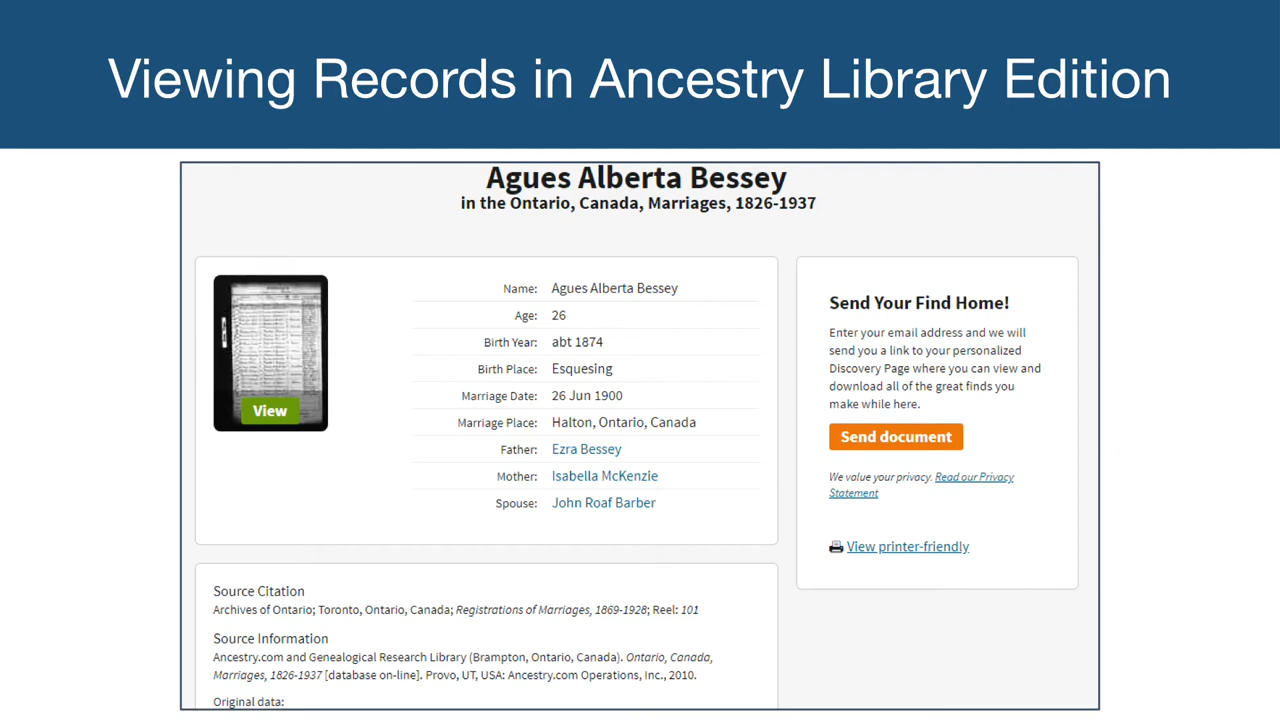 Viewing Records in Ancestry Library Edition
Agues Alberta Bessey
in the Ontario, Canada, Marriages, 1826-1937
View
Name: Agues Alberta Bessey
Age: 26
Birth Year: abt 1874
Birth Place: Esquesing
Marriage Date: 26 Jun 1900
Marriage Place: Halton, Ontario, Canada
Father: Ezra Bessey
Mother: Isabella McKenzie
Spouse: John Roaf Barber
Send Your Find Home!
Enter your email address and we will
send you a link to your personalized
Discovery Page where you can view and
download all of the great finds you
make while here.
Send document
We value your privacy. Read our Privacy
Statement
View printer-friendly
Source Citation
Archives of Ontario; Toronto, Ontario, Canada; Registrations of Marriages, 1869-1928; Reel: 101
Source Information
Ancestry.com and Genealogical Research Library (Brampton, Ontario, Canada). Ontario, Canada,
Marriages, 1826-1937 [database on-line]. Provo, UT, USA: Ancestry.com Operations, Inc., 2010.
Original data: